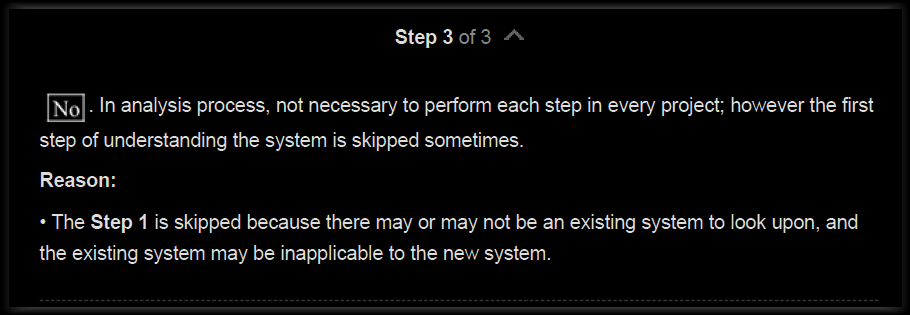 Step 3 of 3
No . In analysis process, not necessary to perform each step in every project; however the first
step of understanding the system is skipped sometimes.
Reason:
• The Step 1 is skipped because there may or may not be an existing system to look upon, and
the existing system may be inapplicable to the new system.